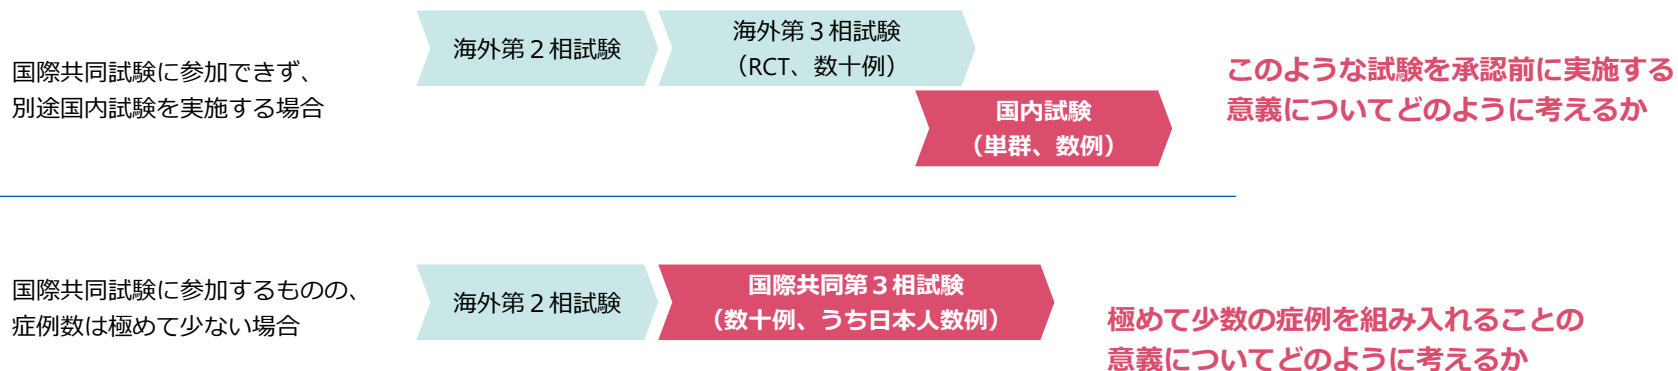 国際共同試験に参加できず、
別途国内試験を実施する場合
海外第２相試験
海外第３相試験
（RCT、数十例）
国内試験
（単群、数例）
このような試験を承認前に実施する
意義についてどのように考えるか
国際共同試験に参加するものの、
症例数は極めて少ない場合
海外第２相試験
国際共同第３相試験
（数十例、うち日本人数例）
極めて少数の症例を組み入れることの
意義についてどのように考えるか